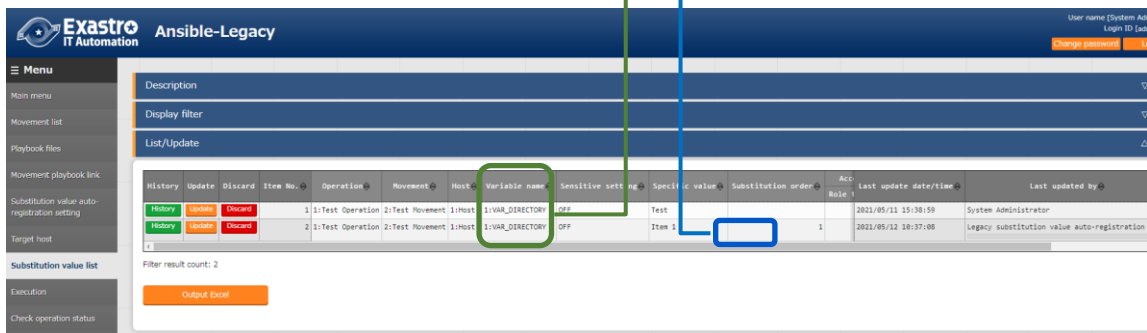 Exastro
IT Automation
Ansible-Legacy
User name [System Ad
Login ID [ad
Change password
Menu
Main menu
Movement list
Playbook files
Movement playbook link
Substitution value auto-
registration setting
Target host
Substitution value list
Execution
Check operation status
Description
Display filter
List/Update
History Update Discard Item No. Operation Movement Host Variable name Sensitive setting Specific value Substitution order Acc Last update date/time Last updated by
Role
History Update Discard 1 1:Test Operation 2:Test Movement 1:Host 1:VAR_DIRECTORY OFF Test 2021/05/11 15:38:59 System Administrator
History Update Discard 2 1:Test Operation 2:Test Movement 1:Host 1:VAR_DIRECTORY OFF Item 1 1 2021/05/12 10:37:08 Legacy substitution value auto-registration
Filter result count: 2
Output Excel